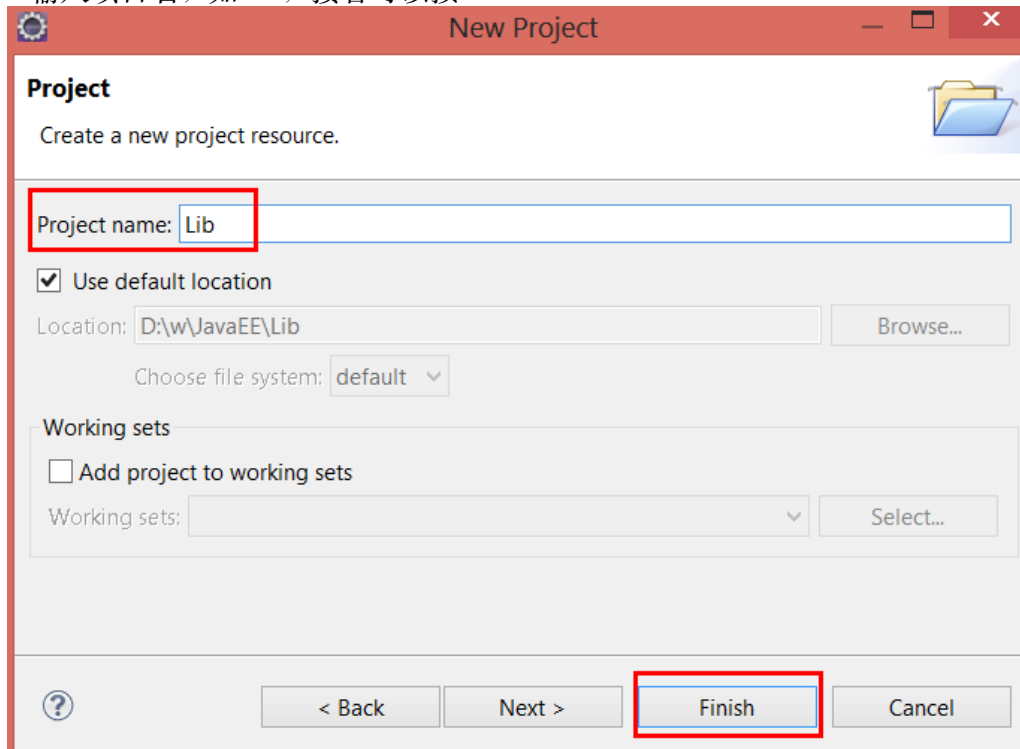 New Project
Project
Create a new project resource.
Project name: Lib
Use default location
Location: D:\w\JavaEE\Lib Browse...
Choose file system: default
Working sets
Add project to working sets
Working sets: Select...
< Back Next > Finish Cancel